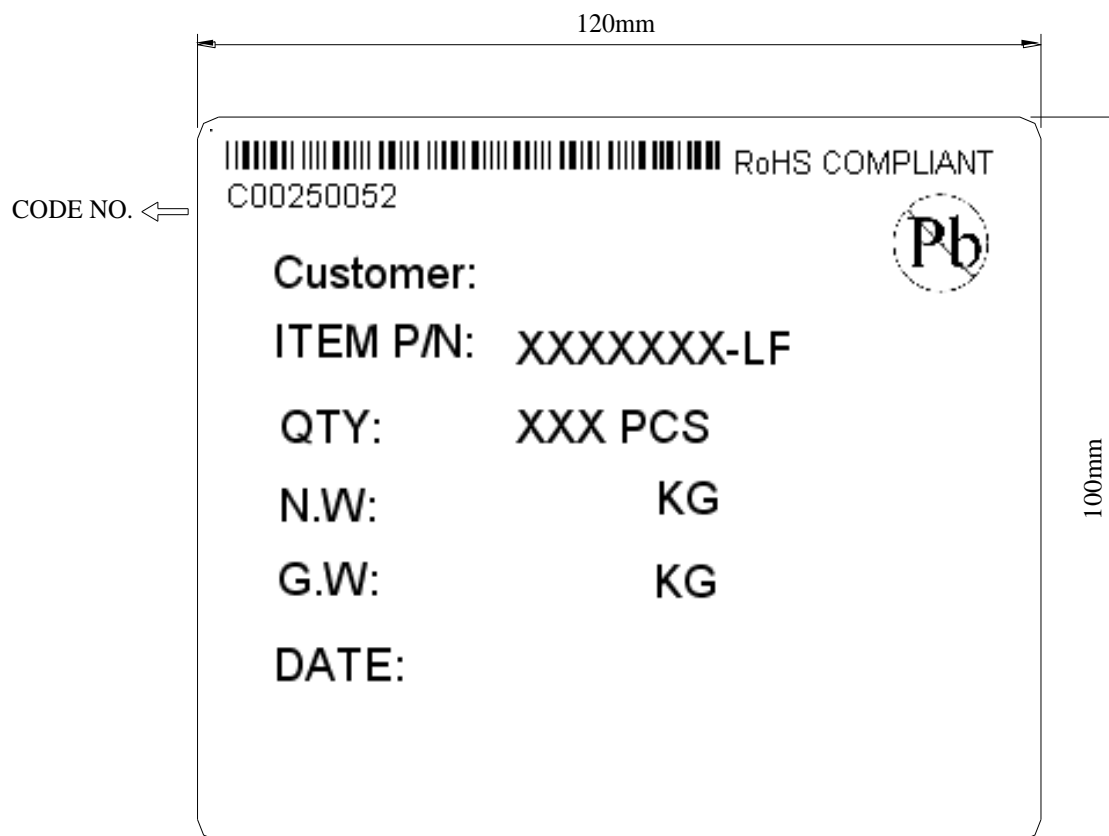 120mm
RoHS COMPLIANT
C00250052
CODE NO.
Pb
Customer:
ITEM P/N: XXXXXXX-LF
QTY: XXX PCS
N.W: KG
100mm
G.W: KG
DATE: